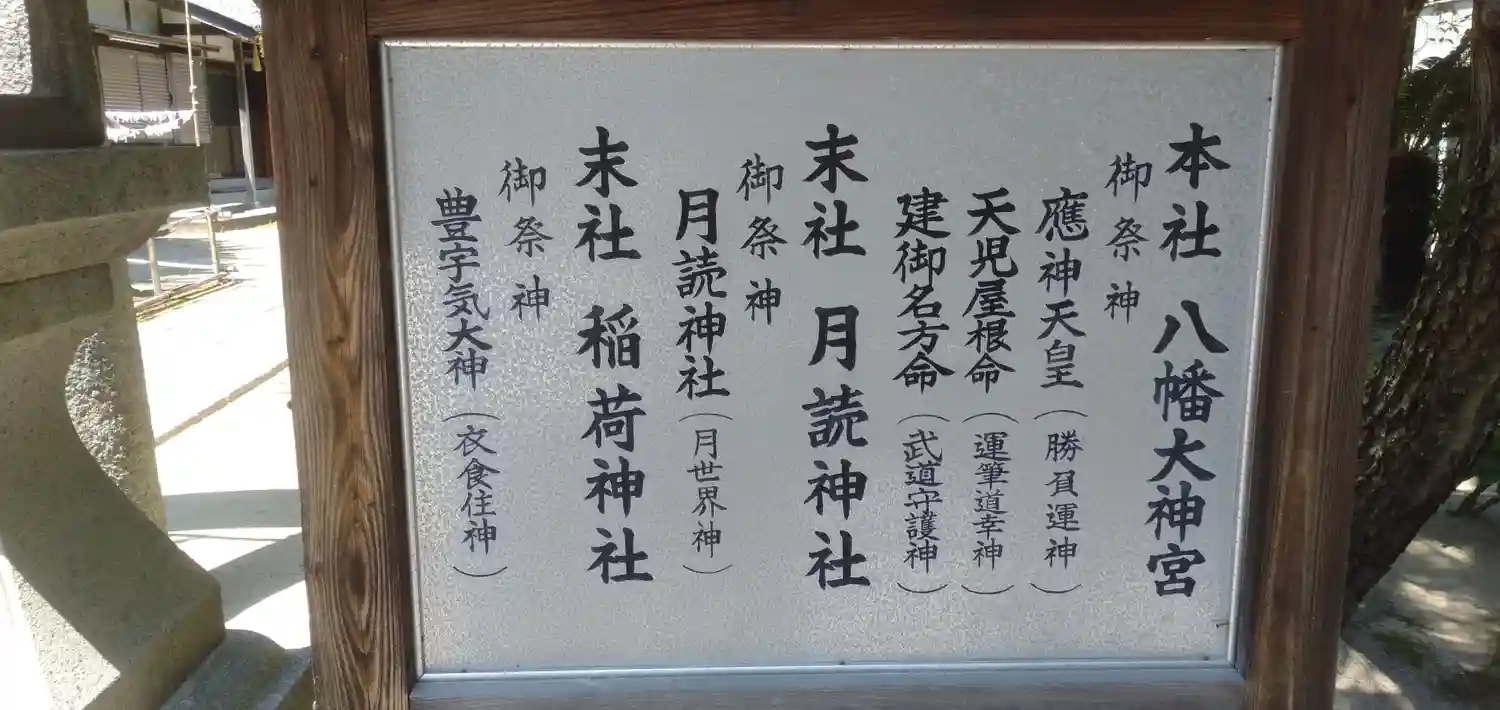 本社 八幡大神宮
御祭神
應神天皇（勝負運神）
天児屋根命（運筆道幸神）
建御名方命（武道守護神）
末社 月読神社
御祭神
月読神社（月世界神）
末社 稲荷神社
御祭神
豊宇気大神（衣食住神）